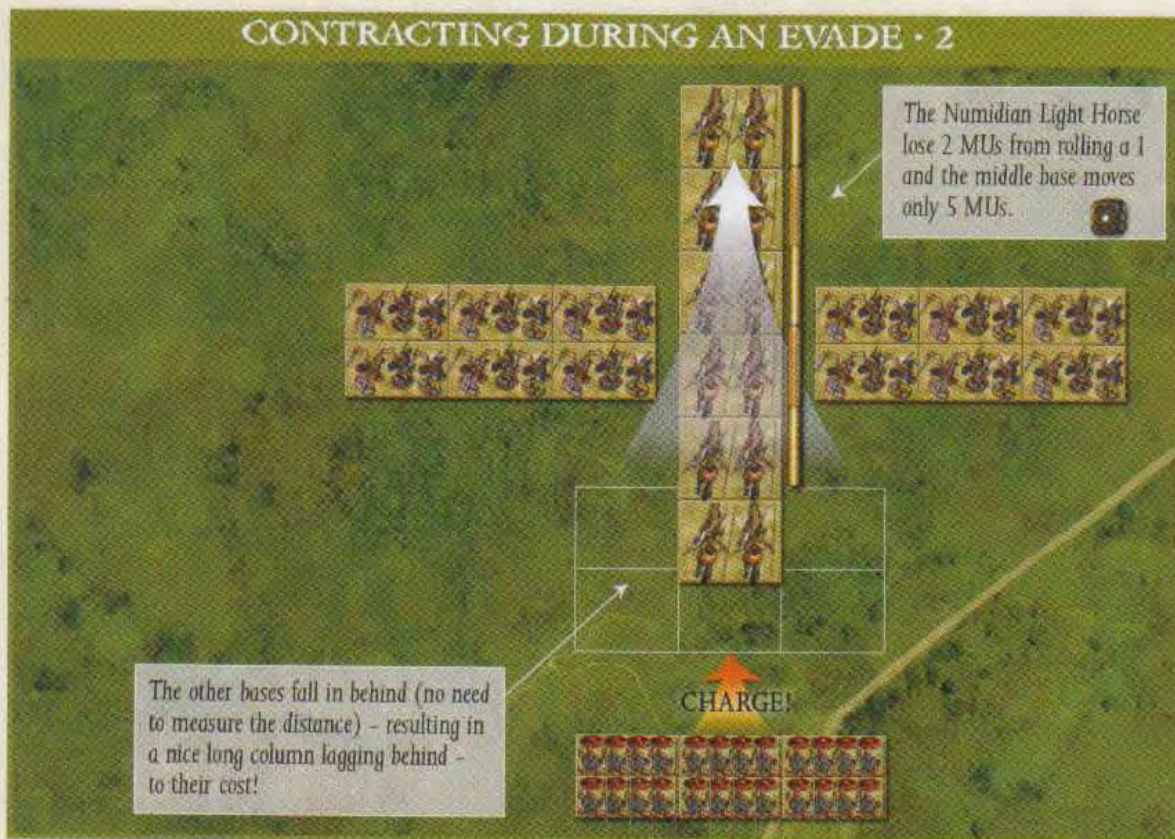 CONTRACTING DURING AN EVADE · 2
The Numidian Light Horse
lose 2 MUs from rolling a 1
and the middle base moves
only 5 MUs.
The other bases fall in behind (no need
to measure the distance) – resulting in
a nice long column lagging behind –
to their cost!
CHARGE!